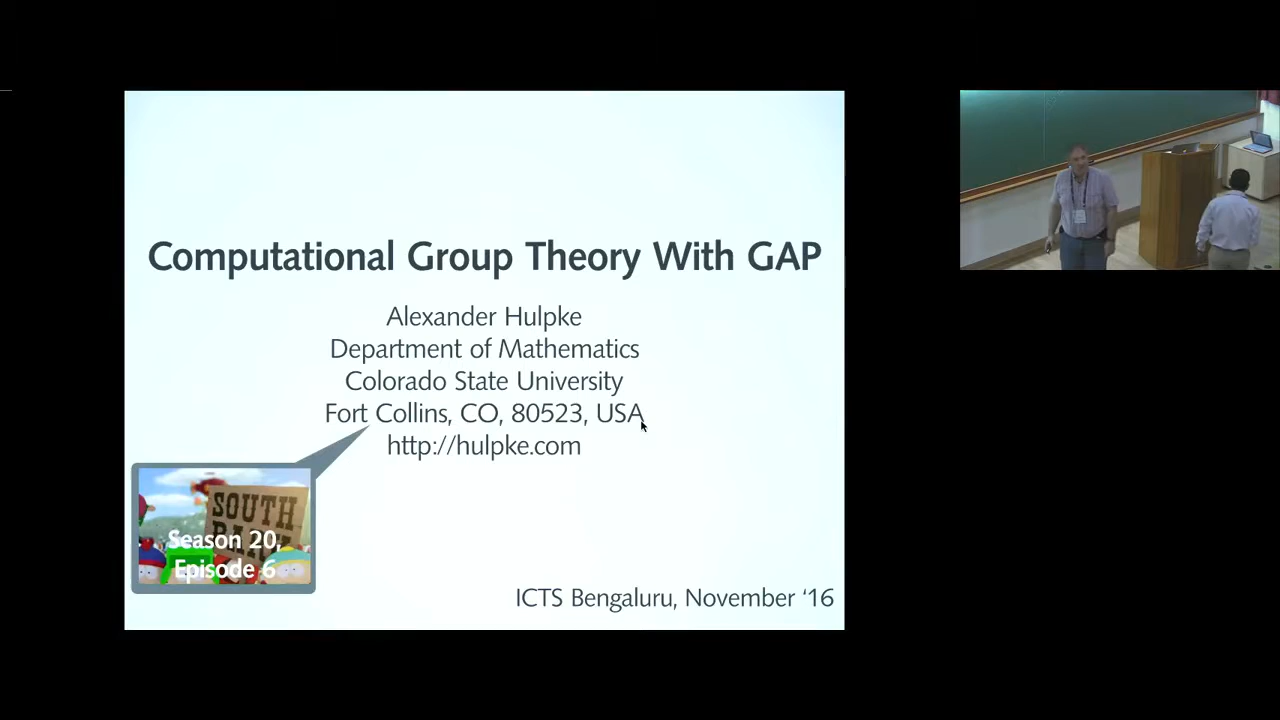 Computational Group Theory With GAP
Alexander Hulpke
Department of Mathematics
Colorado State University
Fort Collins, CO, 80523, USA
http://hulpke.com
SOUTH
PARK
Season 20,
Episode 6
ICTS Bengaluru, November ‘16